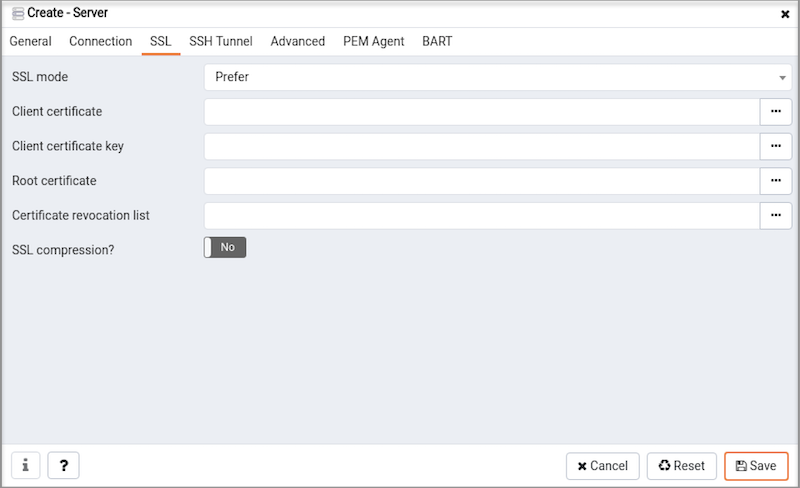 Create - Server
General Connection SSL SSH Tunnel Advanced PEM Agent BART
SSL mode Prefer
Client certificate ...
Client certificate key ...
Root certificate ...
Certificate revocation list ...
SSL compression? No
i ? Cancel Reset Save